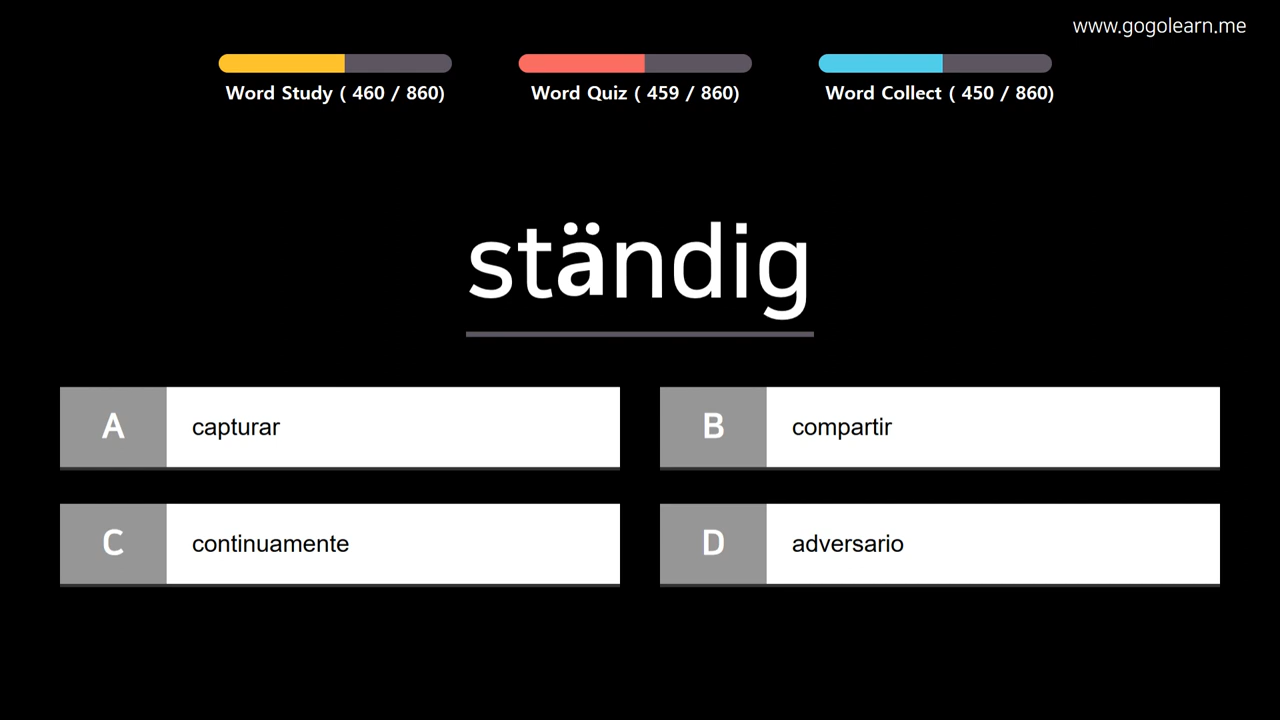 www.gogolearn.me
Word Study ( 460 / 860)
Word Quiz ( 459 / 860)
Word Collect ( 450 / 860)
ständig
A capturar
B compartir
C continuamente
D adversario